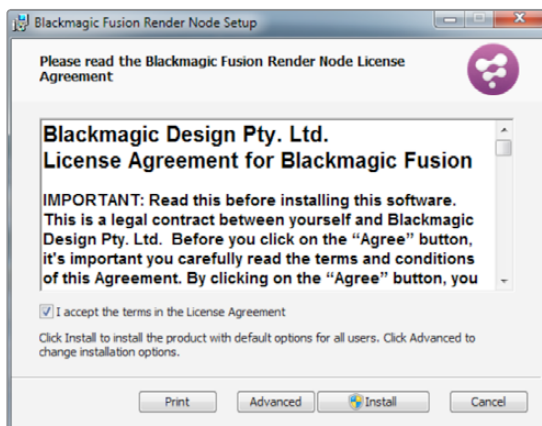 Blackmagic Fusion Render Node Setup
Please read the Blackmagic Fusion Render Node License
Agreement
Blackmagic Design Pty. Ltd.
License Agreement for Blackmagic Fusion
IMPORTANT: Read this before installing this software.
This is a legal contract between yourself and Blackmagic
Design Pty. Ltd.  Before you click on the “Agree” button,
it's important you carefully read the terms and conditions
of this Agreement. By clicking on the “Agree” button, you
I accept the terms in the License Agreement
Click Install to install the product with default options for all users. Click Advanced to
change installation options.
Print
Advanced
Install
Cancel